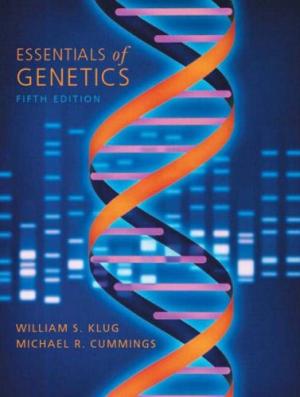 ESSENTIALS of
GENETICS
FIFTH EDITION
WILLIAM S. KLUG
MICHAEL R. CUMMINGS